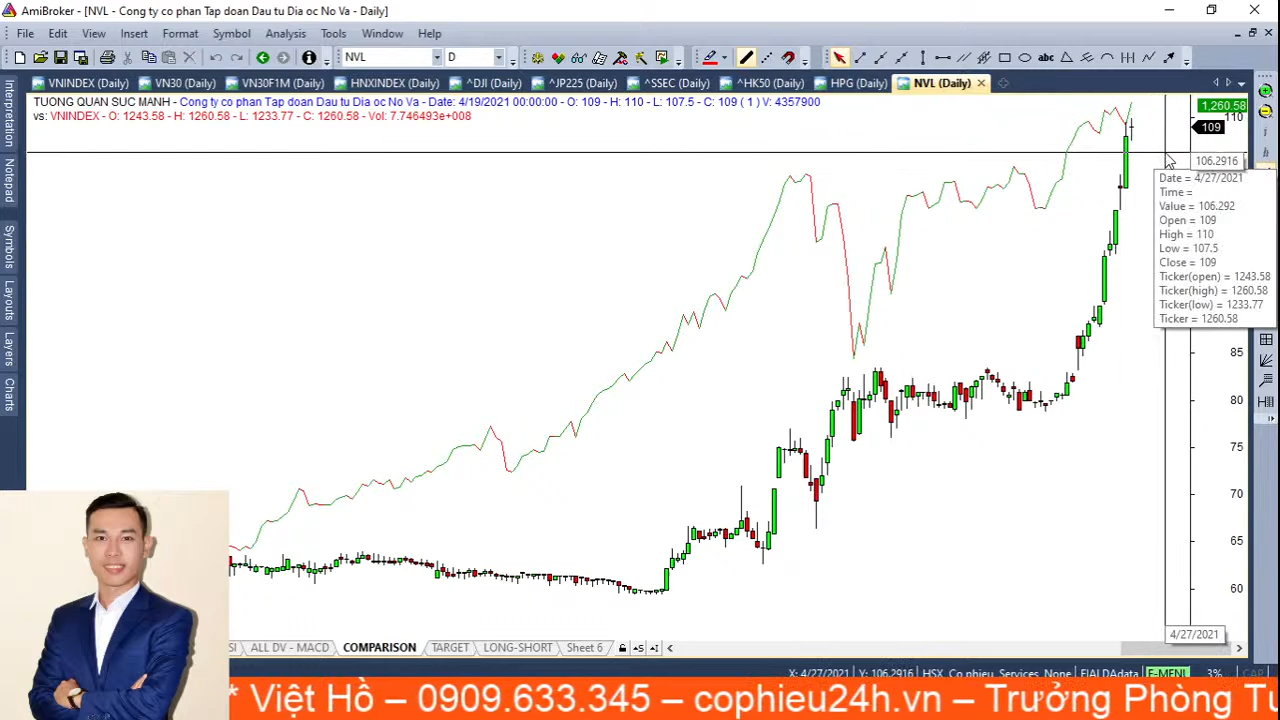 AmiBroker - [NVL - Cong ty co phan Tap doan Dau tu Dia oc No Va - Daily]
File Edit View Insert Format Symbol Analysis Tools Window Help
NVL D abc
VNINDEX (Daily) VN30 (Daily) VN30F1M (Daily) HNXINDEX (Daily) ^DJI (Daily) ^JP225 (Daily) ^SSEC (Daily) ^HK50 (Daily) HPG (Daily) NVL (Daily)
TUONG QUAN SUC MANH - Cong ty co phan Tap doan Dau tu Dia oc No Va - Date: 4/19/2021 00:00:00 - O: 109 - H: 110 - L: 107.5 - C: 109 ( 1 ) V: 4357900
vs: VNINDEX - O: 1243.58 - H: 1260.58 - L: 1233.77 - C: 1260.58 - Vol: 7.746493e+008
Interpretation
Notepad
Symbols
Layouts
Layers
Charts
1,260.58
110
109
106.2916
Date = 4/27/2021
Time =
Value = 106.292
Open = 109
High = 110
Low = 107.5
Close = 109
Ticker(open) = 1243.58
Ticker(high) = 1260.58
Ticker(low) = 1233.77
Ticker = 1260.58
85
80
75
70
65
60
4/27/2021
SI ALL DV - MACD COMPARISON TARGET LONG-SHORT Sheet 6
X: 4/27/2021 Y: 106.2916 HSX, Co phieu, Services, None FIALDAdata E-MENU 3% CAP
* Việt Hồ – 0909.633.345 – cophieu24h.vn – Trưởng Phòng Tư